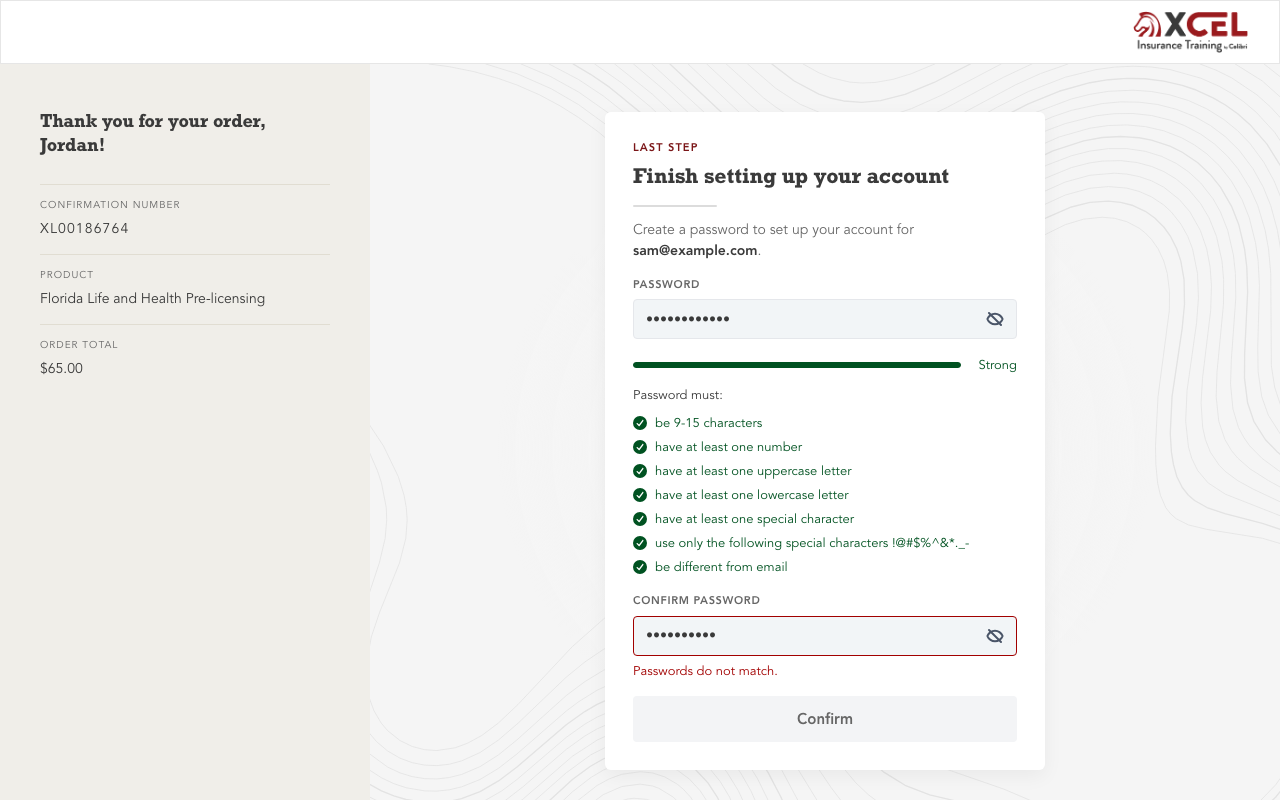 XCEL
Insurance Training by Colibri
Thank you for your order,
Jordan!
CONFIRMATION NUMBER
XL00186764
PRODUCT
Florida Life and Health Pre-licensing
ORDER TOTAL
$65.00
LAST STEP
Finish setting up your account
Create a password to set up your account for
sam@example.com.
PASSWORD
••••••••••••
Strong
Password must:
be 9-15 characters
have at least one number
have at least one uppercase letter
have at least one lowercase letter
have at least one special character
use only the following special characters !@#$%^&*._-
be different from email
CONFIRM PASSWORD
••••••••••
Passwords do not match.
Confirm